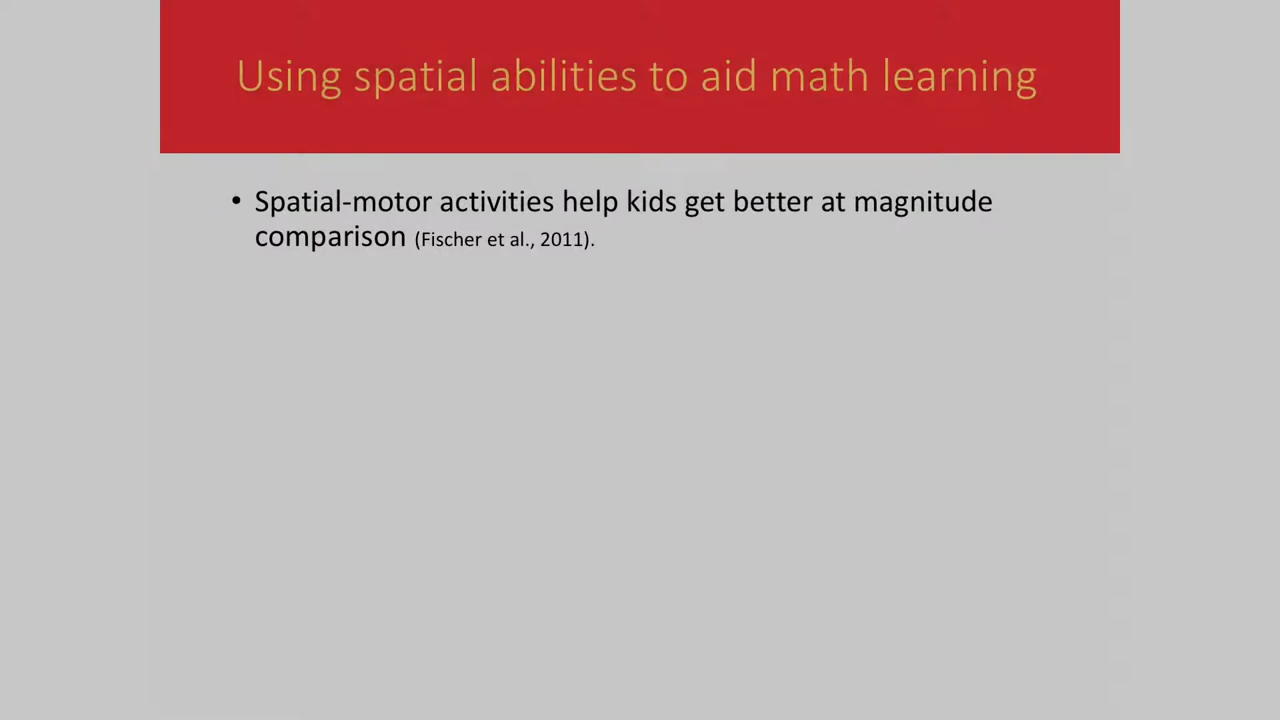 Using spatial abilities to aid math learning
• Spatial-motor activities help kids get better at magnitude
comparison (Fischer et al., 2011).